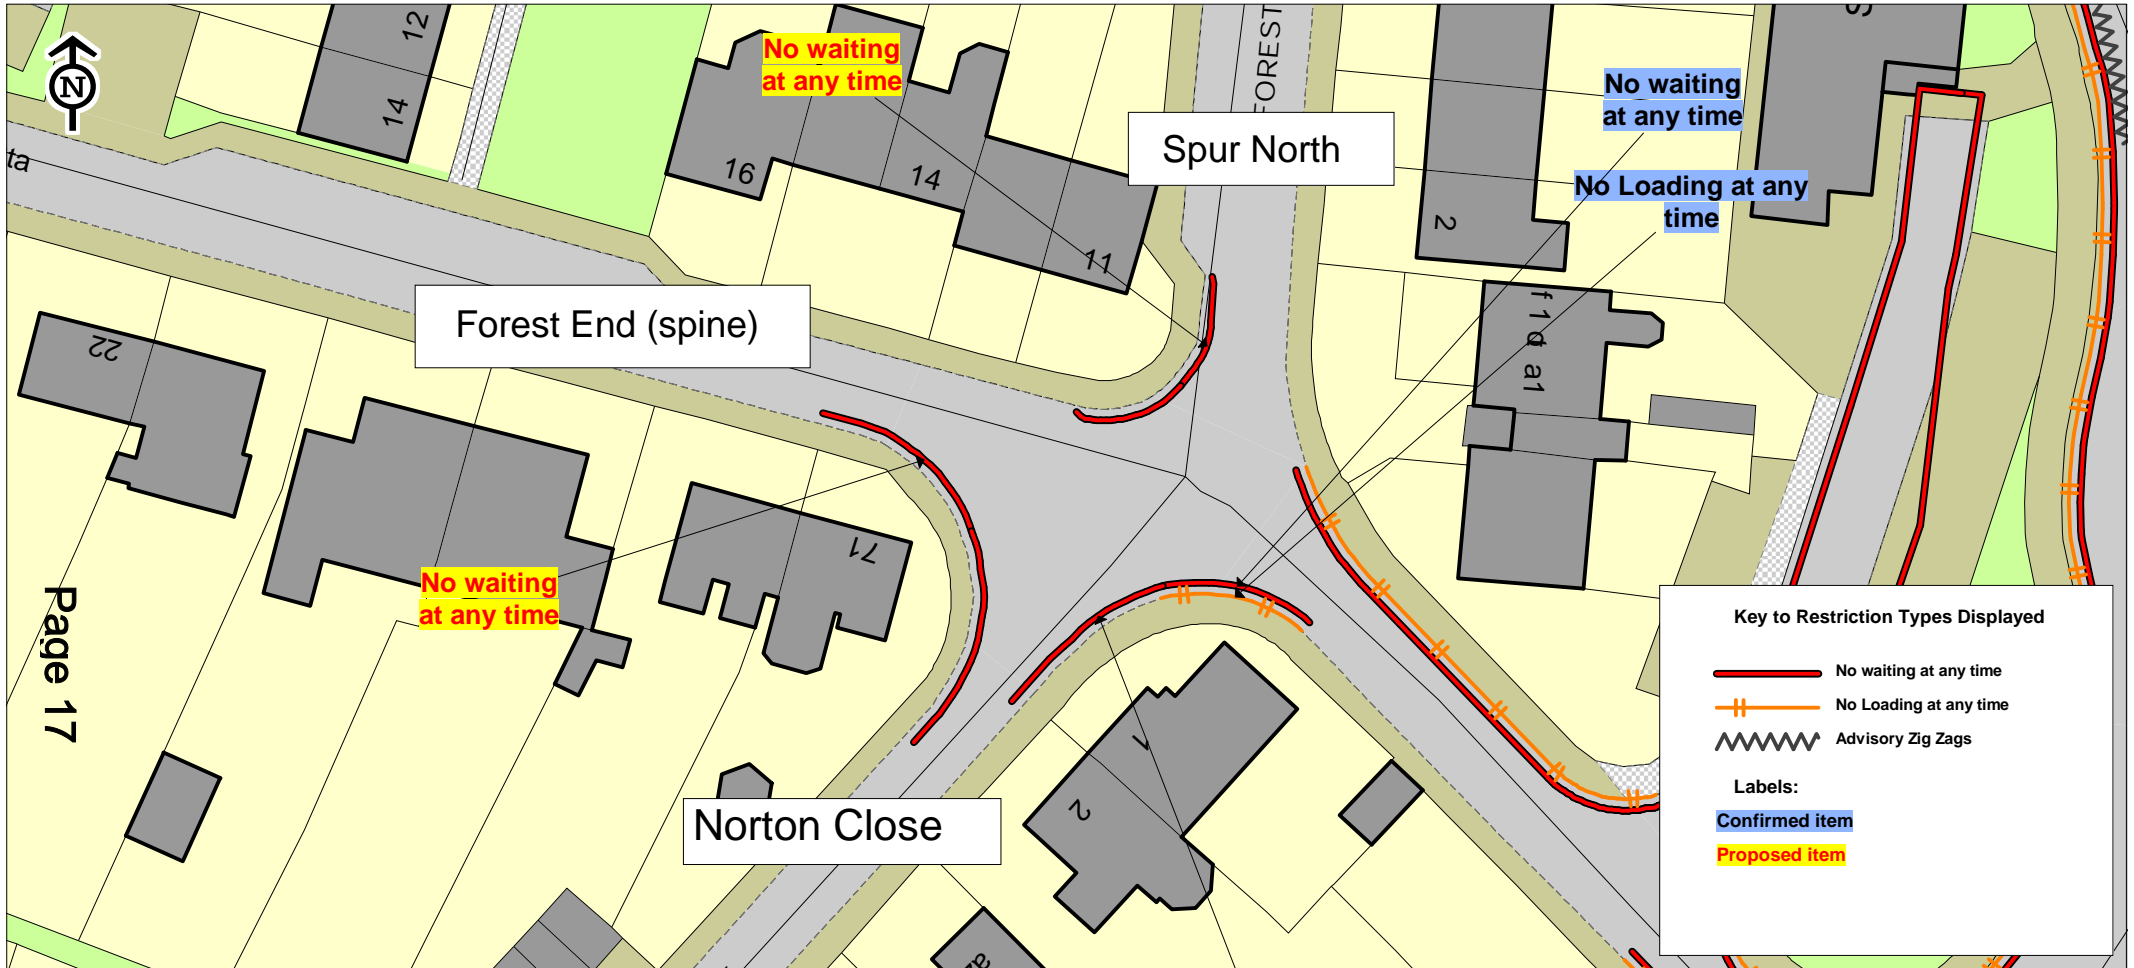 12
14
N
No waiting
at any time
FOREST
No waiting
at any time
Spur North
ta
16
14
11
No Loading at any
time
2
Forest End (spine)
f 1 a a1
22
71
No waiting
at any time
Page 17
1
2
Norton Close
Key to Restriction Types Displayed
No waiting at any time
No Loading at any time
Advisory Zig Zags
Labels:
Confirmed item
Proposed item